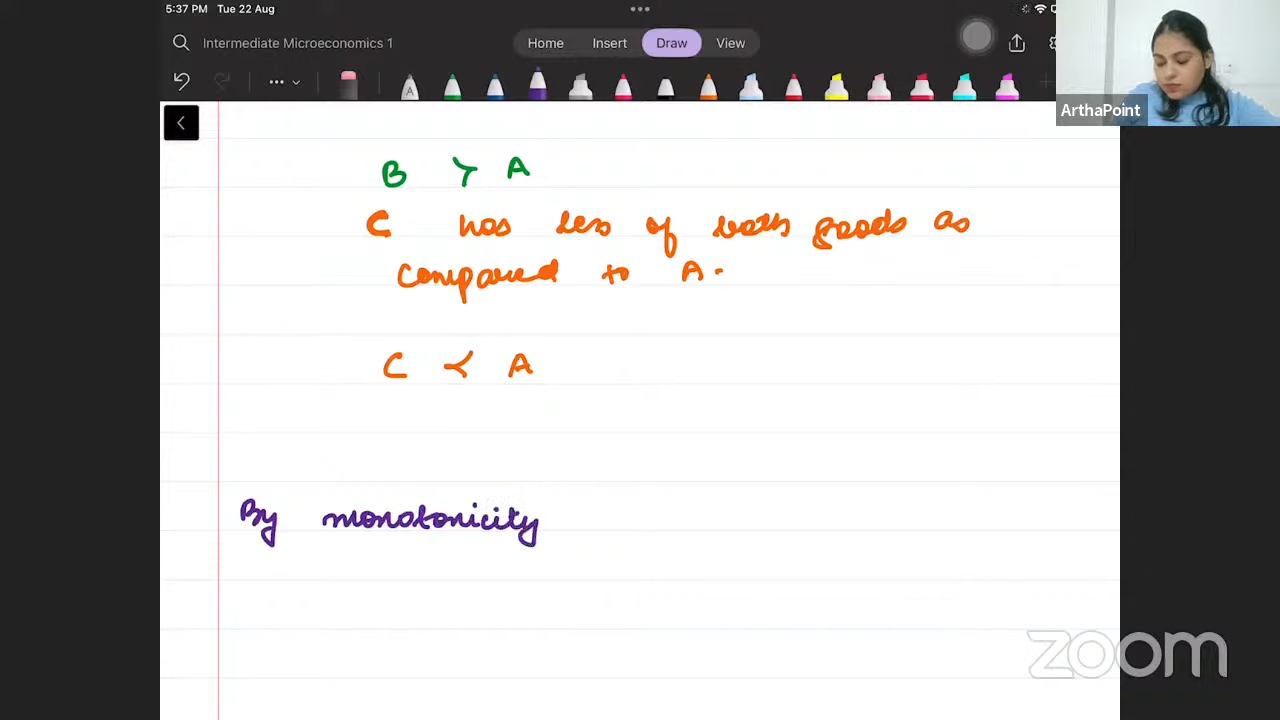 5:37 PM Tue 22 Aug
Intermediate Microeconomics 1
Home Insert Draw View
A
ArthaPoint
B ≻ A
C has less of both goods as
compared to A.
C ≺ A
By monotonicity
zoom